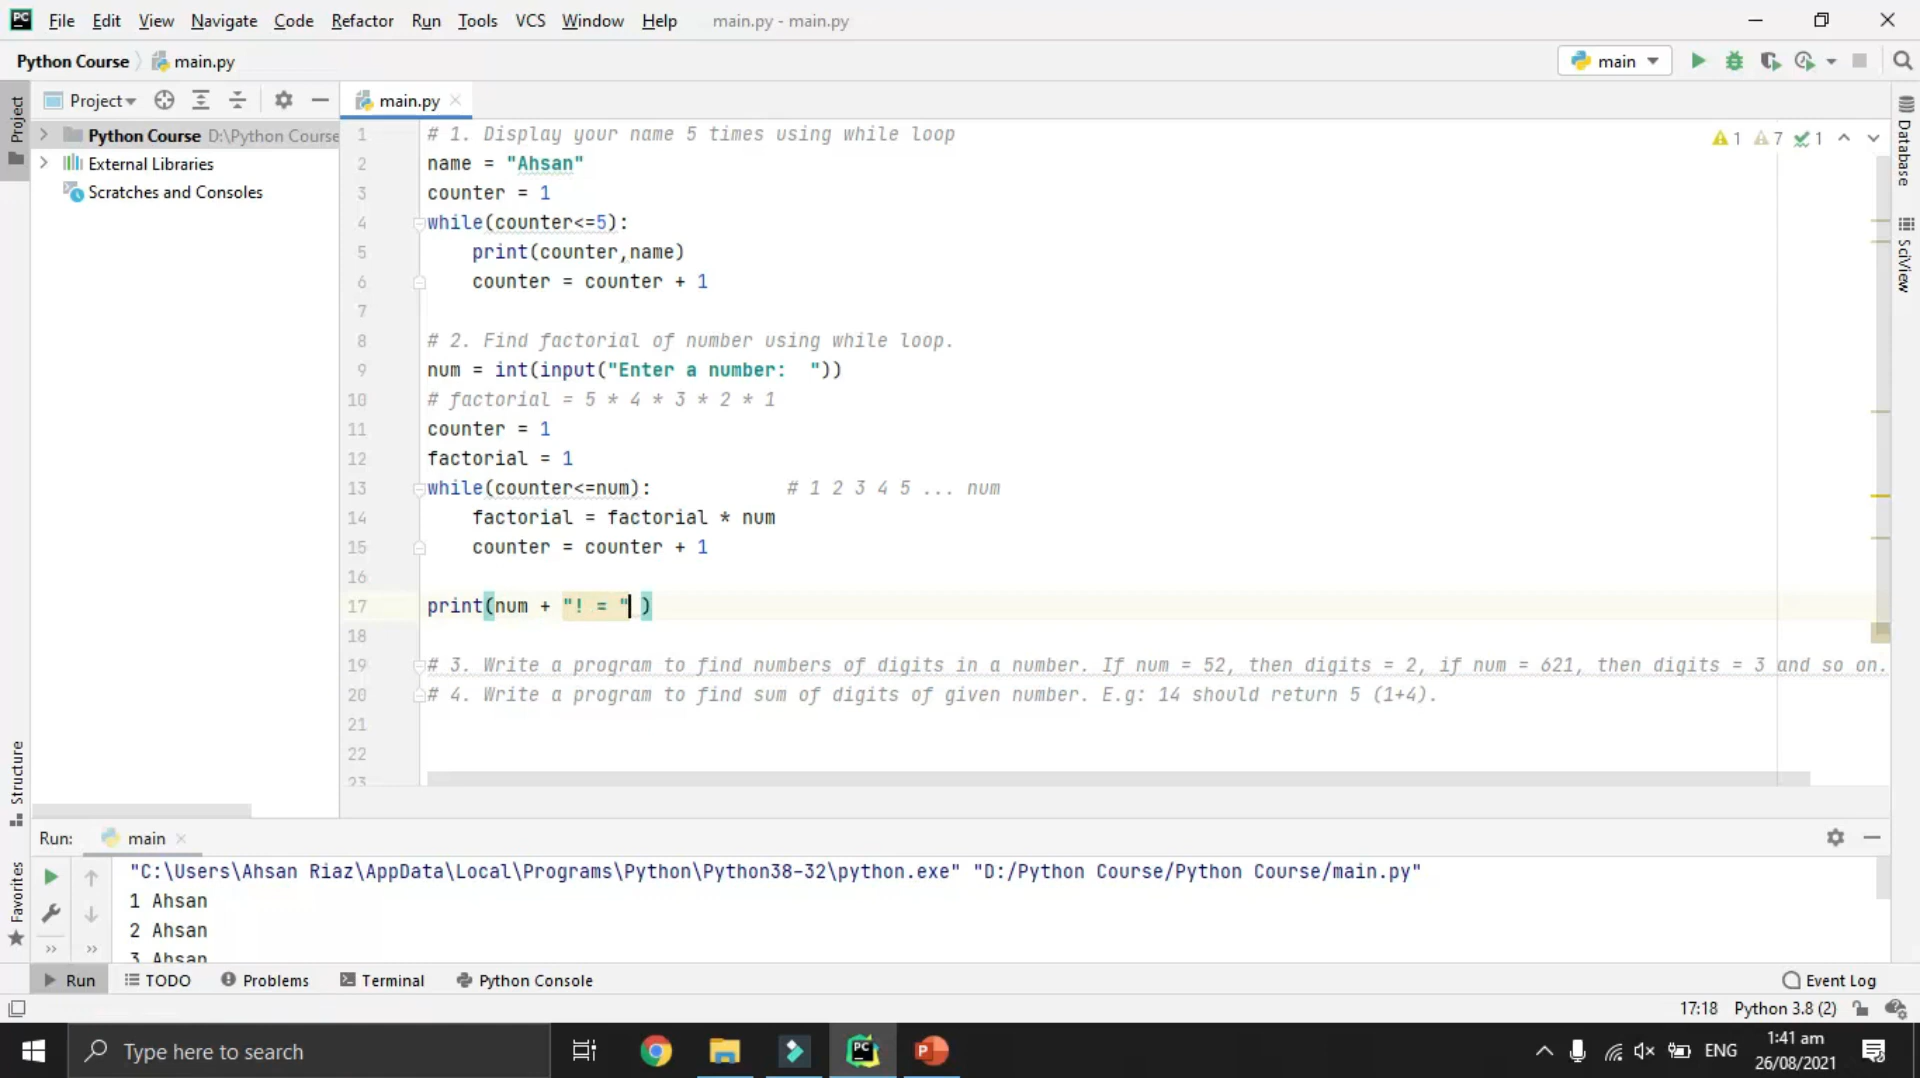 File Edit View Navigate Code Refactor Run Tools VCS Window Help main.py - main.py
Python Course main.py main
Project main.py
Project
Python Course D:\Python Course
External Libraries
Scratches and Consoles
1 # 1. Display your name 5 times using while loop
2 name = "Ahsan"
3 counter = 1
4 while(counter<=5):
5 print(counter,name)
6 counter = counter + 1
7
8 # 2. Find factorial of number using while loop.
9 num = int(input("Enter a number:  "))
10 # factorial = 5 * 4 * 3 * 2 * 1
11 counter = 1
12 factorial = 1
13 while(counter<=num): # 1 2 3 4 5 ... num
14 factorial = factorial * num
15 counter = counter + 1
16
17 print(num + "! = " )
18
19 # 3. Write a program to find numbers of digits in a number. If num = 52, then digits = 2, if num = 621, then digits = 3 and so on.
20 # 4. Write a program to find sum of digits of given number. E.g: 14 should return 5 (1+4).
21
22
23
1 7 1
Database
SciView
Structure
Favorites
Run: main
"C:\Users\Ahsan Riaz\AppData\Local\Programs\Python\Python38-32\python.exe" "D:/Python Course/Python Course/main.py"
1 Ahsan
2 Ahsan
3 Ahsan
Run TODO Problems Terminal Python Console Event Log
17:18 Python 3.8 (2)
Type here to search
ENG
1:41 am
26/08/2021